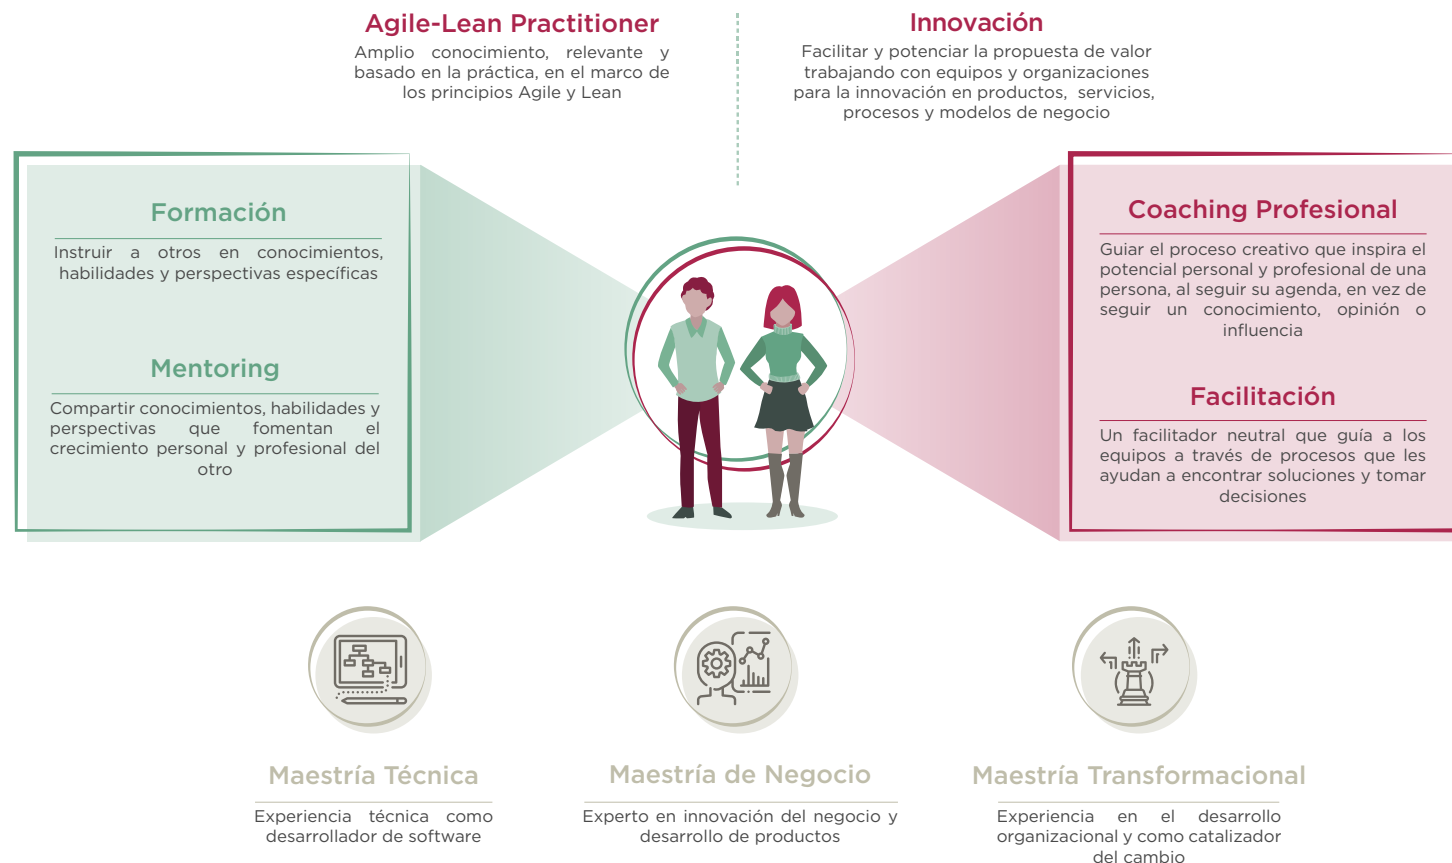 Agile-Lean Practitioner
Amplio conocimiento, relevante y
basado en la práctica, en el marco de
los principios Agile y Lean
Innovación
Facilitar y potenciar la propuesta de valor
trabajando con equipos y organizaciones
para la innovación en productos, servicios,
procesos y modelos de negocio
Formación
Instruir a otros en conocimientos,
habilidades y perspectivas específicas
Mentoring
Compartir conocimientos, habilidades y
perspectivas que fomentan el
crecimiento personal y profesional del
otro
Coaching Profesional
Guiar el proceso creativo que inspira el
potencial personal y profesional de una
persona, al seguir su agenda, en vez de
seguir un conocimiento, opinión o
influencia
Facilitación
Un facilitador neutral que guía a los
equipos a través de procesos que les
ayudan a encontrar soluciones y tomar
decisiones
Maestría Técnica
Experiencia técnica como
desarrollador de software
Maestría de Negocio
Experto en innovación del negocio y
desarrollo de productos
Maestría Transformacional
Experiencia en el desarrollo
organizacional y como catalizador
del cambio